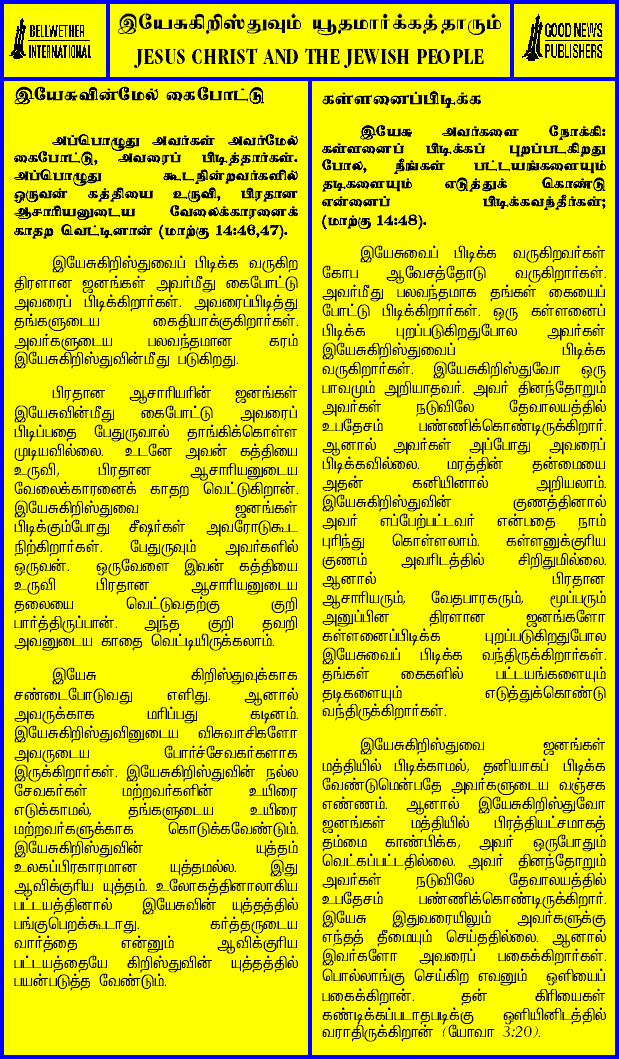 BELLWETHER
INTERNATIONAL
இயேசுகிறிஸ்துவும் யூதமார்க்கத்தாரும்
JESUS CHRIST AND THE JEWISH PEOPLE
GOOD NEWS
PUBLISHERS
இயேசுவின்மேல் கைபோட்டு
அப்பொழுது அவர்கள் அவர்மேல்
கைபோட்டு, அவரைப் பிடித்தார்கள்.
அப்பொழுது கூடநின்றவர்களில்
ஒருவன் கத்தியை உருவி, பிரதான
ஆசாரியனுடைய வேலைக்காரனைக்
காதற வெட்டினான் (மாற்கு 14:46,47).
இயேசுகிறிஸ்துவைப் பிடிக்க வருகிற
திரளான ஜனங்கள் அவர்மீது கைபோட்டு
அவரைப் பிடிக்கிறார்கள். அவரைப்பிடித்து
தங்களுடைய கைதியாக்குகிறார்கள்.
அவர்களுடைய பலவந்தமான கரம்
இயேசுகிறிஸ்துவின்மீது படுகிறது.
பிரதான ஆசாரியரின் ஜனங்கள்
இயேசுவின்மீது கைபோட்டு அவரைப்
பிடிப்பதை பேதுருவால் தாங்கிக்கொள்ள
முடியவில்லை. உடனே அவன் கத்தியை
உருவி, பிரதான ஆசாரியனுடைய
வேலைக்காரனைக் காதற வெட்டுகிறான்.
இயேசுகிறிஸ்துவை ஜனங்கள்
பிடிக்கும்போது சீஷர்கள் அவரோடுகூட
நிற்கிறார்கள். பேதுருவும் அவர்களில்
ஒருவன். ஒருவேளை இவன் கத்தியை
உருவி பிரதான ஆசாரியனுடைய
தலையை வெட்டுவதற்கு குறி
பார்த்திருப்பான். அந்த குறி தவறி
அவனுடைய காதை வெட்டியிருக்கலாம்.
இயேசு கிறிஸ்துவுக்காக
சண்டைபோடுவது எளிது. ஆனால்
அவருக்காக மரிப்பது கடினம்.
இயேசுகிறிஸ்துவினுடைய விசுவாசிகளோ
அவருடைய போர்ச்சேவகர்களாக
இருக்கிறார்கள். இயேசுகிறிஸ்துவின் நல்ல
சேவகர்கள் மற்றவர்களின் உயிரை
எடுக்காமல், தங்களுடைய உயிரை
மற்றவர்களுக்காக கொடுக்கவேண்டும்.
இயேசுகிறிஸ்துவின் யுத்தம்
உலகப்பிரகாரமான யுத்தமல்ல. இது
ஆவிக்குரிய யுத்தம். உலோகத்தினாலாகிய
பட்டயத்தினால் இயேசுவின் யுத்தத்தில்
பங்குபெறக்கூடாது. கர்த்தருடைய
வார்த்தை என்னும் ஆவிக்குரிய
பட்டயத்தையே கிறிஸ்துவின் யுத்தத்தில்
பயன்படுத்த வேண்டும்.
கள்ளனைப்பிடிக்க
இயேசு அவர்களை நோக்கி:
கள்ளனைப் பிடிக்கப் புறப்படுகிறது
போல, நீங்கள் பட்டயங்களையும்
தடிகளையும் எடுத்துக் கொண்டு
என்னைப் பிடிக்கவந்தீர்கள்;
(மாற்கு 14:48).
இயேசுவைப் பிடிக்க வருகிறவர்கள்
கோப ஆவேசத்தோடு வருகிறார்கள்.
அவர்மீது பலவந்தமாக தங்கள் கையைப்
போட்டு பிடிக்கிறார்கள். ஒரு கள்ளனைப்
பிடிக்க புறப்படுகிறதுபோல அவர்கள்
இயேசுகிறிஸ்துவைப் பிடிக்க
வருகிறார்கள். இயேசுகிறிஸ்துவோ ஒரு
பாவமும் அறியாதவர். அவர் தினந்தோறும்
அவர்கள் நடுவிலே தேவாலயத்தில்
உபதேசம் பண்ணிக்கொண்டிருக்கிறார்.
ஆனால் அவர்கள் அப்போது அவரைப்
பிடிக்கவில்லை. மரத்தின் தன்மையை
அதன் கனியினால் அறியலாம்.
இயேசுகிறிஸ்துவின் குணத்தினால்
அவர் எப்பேற்பட்டவர் என்பதை நாம்
புரிந்து கொள்ளலாம். கள்ளனுக்குரிய
குணம் அவரிடத்தில் சிறிதுமில்லை.
ஆனால் பிரதான
ஆசாரியரும், வேதபாரகரும், மூப்பரும்
அனுப்பின திரளான ஜனங்களோ
கள்ளனைப்பிடிக்க புறப்படுகிறதுபோல
இயேசுவைப் பிடிக்க வந்திருக்கிறார்கள்.
தங்கள் கைகளில் பட்டயங்களையும்
தடிகளையும் எடுத்துக்கொண்டு
வந்திருக்கிறார்கள்.
இயேசுகிறிஸ்துவை ஜனங்கள்
மத்தியில் பிடிக்காமல், தனியாகப் பிடிக்க
வேண்டுமென்பதே அவர்களுடைய வஞ்சக
எண்ணம். ஆனால் இயேசுகிறிஸ்துவோ
ஜனங்கள் மத்தியில் பிரத்தியட்சமாகத்
தம்மை காண்பிக்க, அவர் ஒருபோதும்
வெட்கப்பட்டதில்லை. அவர் தினந்தோறும்
அவர்கள் நடுவிலே தேவாலயத்தில்
உபதேசம் பண்ணிக்கொண்டிருக்கிறார்.
இயேசு இதுவரையிலும் அவர்களுக்கு
எந்தத் தீமையும் செய்ததில்லை. ஆனால்
இவர்களோ அவரைப் பகைக்கிறார்கள்.
பொல்லாங்கு செய்கிற எவனும் ஒளியைப்
பகைக்கிறான். தன் கிரியைகள்
கண்டிக்கப்படாதபடிக்கு ஒளியினிடத்தில்
வராதிருக்கிறான் (யோவா 3:20).